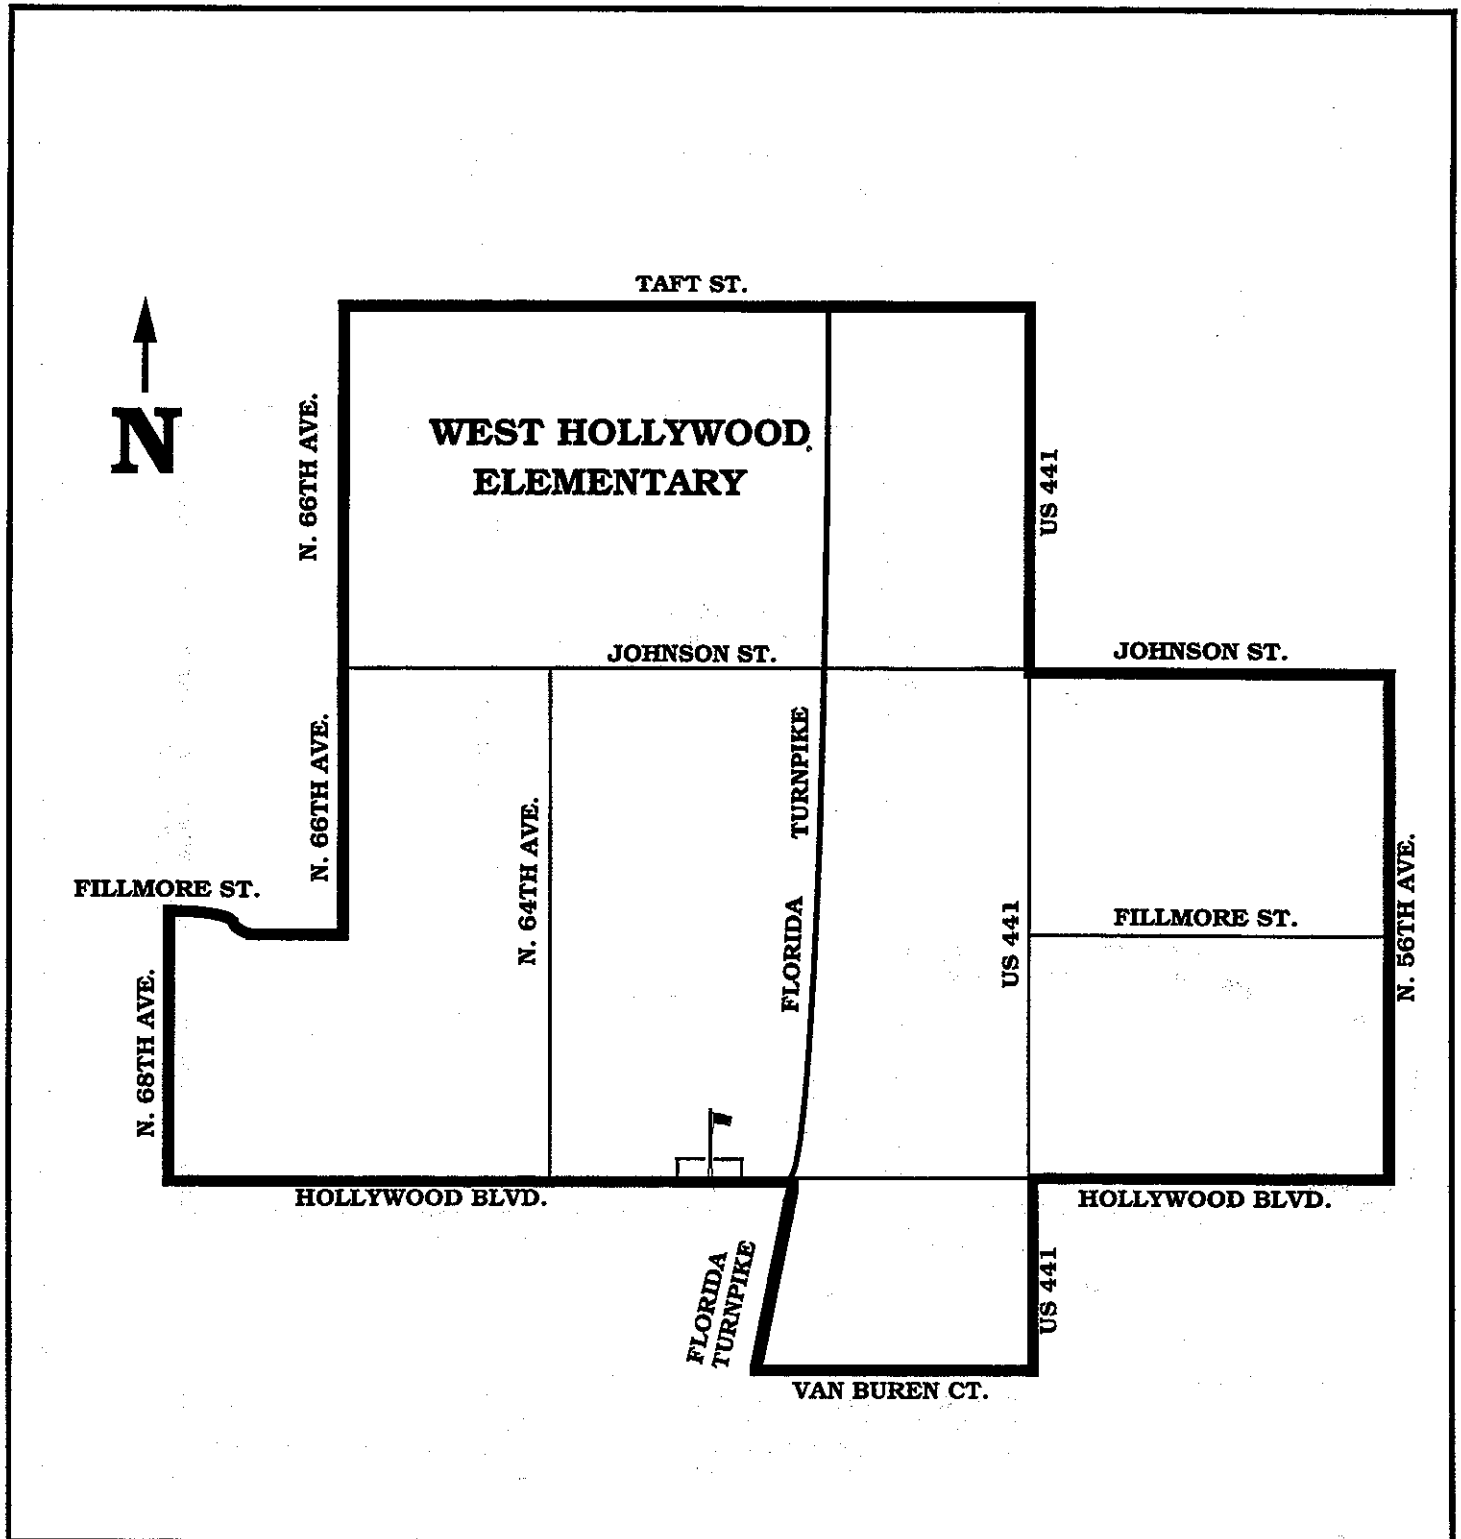 TAFT ST.
N
N. 66TH AVE.
WEST HOLLYWOOD
ELEMENTARY
US 441
JOHNSON ST.
JOHNSON ST.
N. 66TH AVE.
FLORIDA TURNPIKE
N. 64TH AVE.
FILLMORE ST.
US 441
FILLMORE ST.
N. 56TH AVE.
N. 68TH AVE.
HOLLYWOOD BLVD.
HOLLYWOOD BLVD.
FLORIDA
TURNPIKE
US 441
VAN BUREN CT.